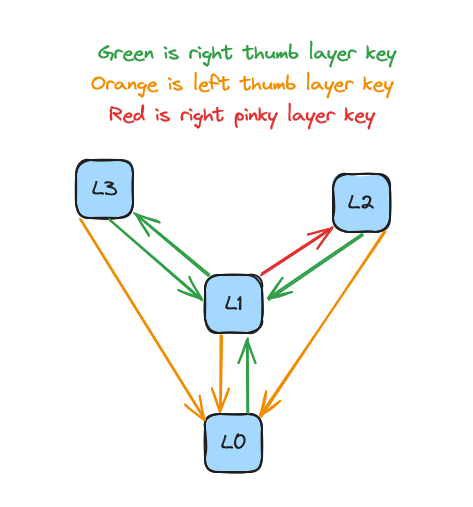 Green is right thumb layer key
Orange is left thumb layer key
Red is right pinky layer key
L3
L2
L1
L0